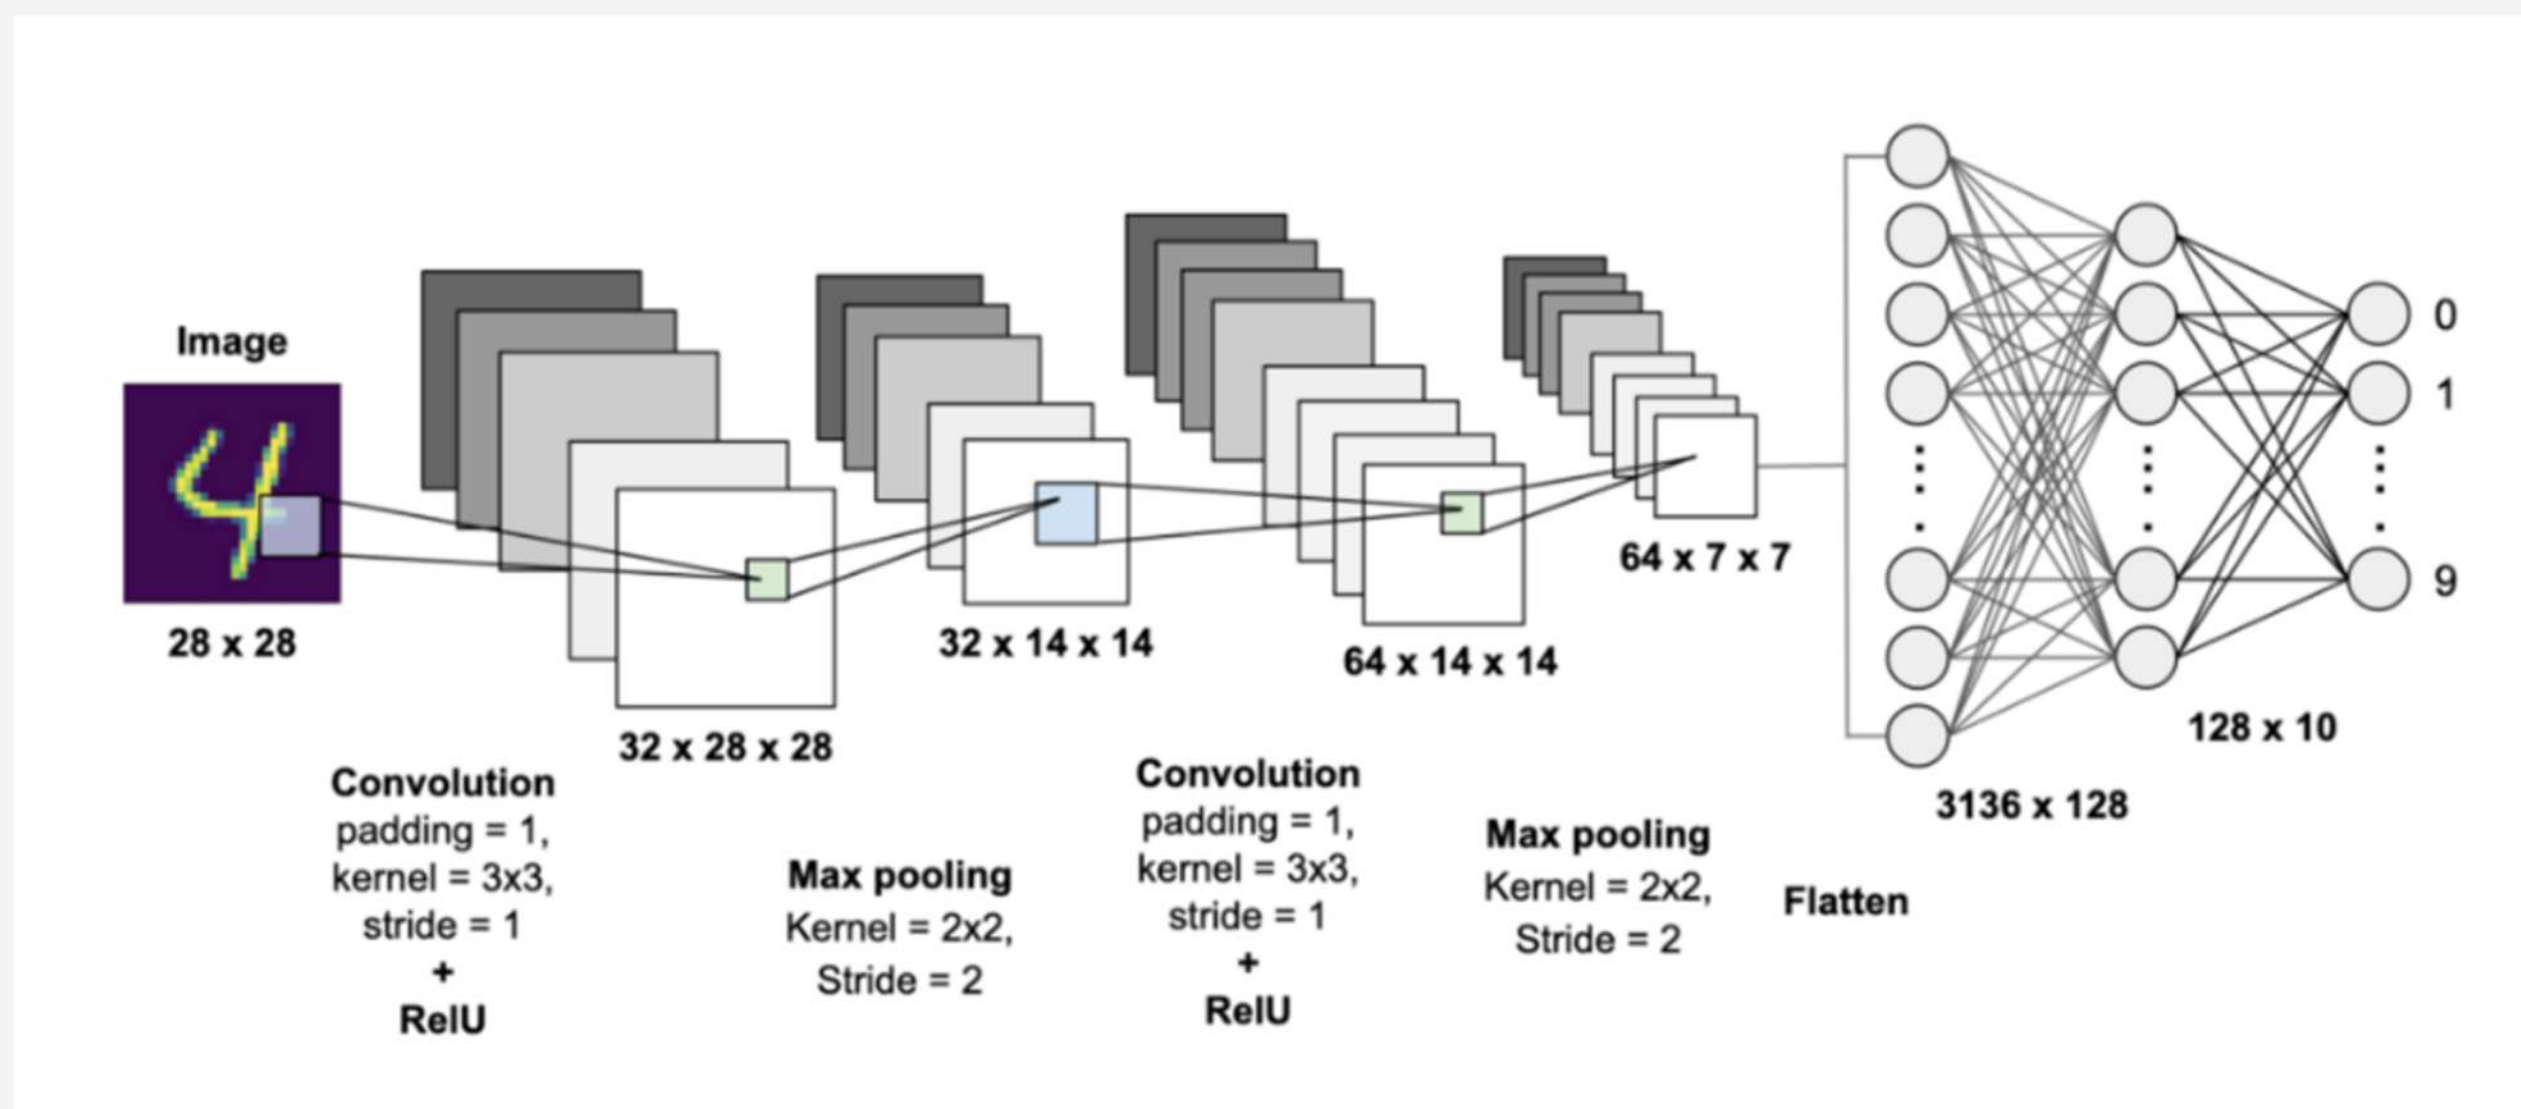 Image
28 x 28
32 x 28 x 28
32 x 14 x 14
64 x 14 x 14
64 x 7 x 7
0
1
9
128 x 10
3136 x 128
Convolution
padding = 1,
kernel = 3x3,
stride = 1
+
RelU
Max pooling
Kernel = 2x2,
Stride = 2
Convolution
padding = 1,
kernel = 3x3,
stride = 1
+
RelU
Max pooling
Kernel = 2x2,
Stride = 2
Flatten